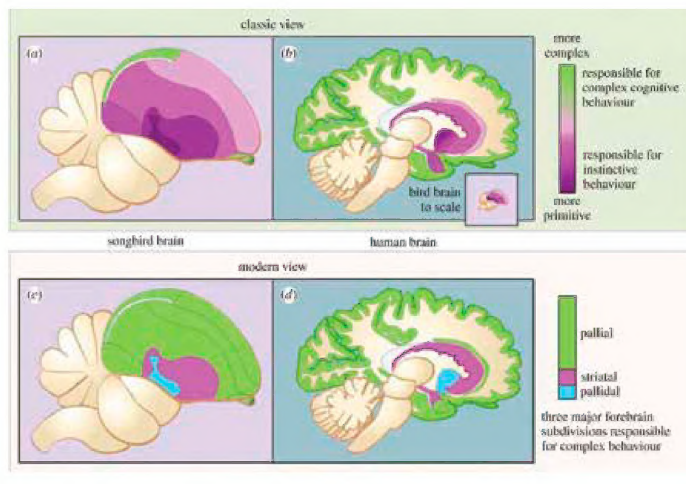 classic view
(a)
(b)
more
complex
responsible for
complex cognitive
behaviour
responsible for
instinctive
behaviour
more
primitive
bird brain
to scale
songbird brain
human brain
modern view
(c)
(d)
pallial
striatal
pallidal
three major forebrain
subdivisions responsible
for complex behaviour